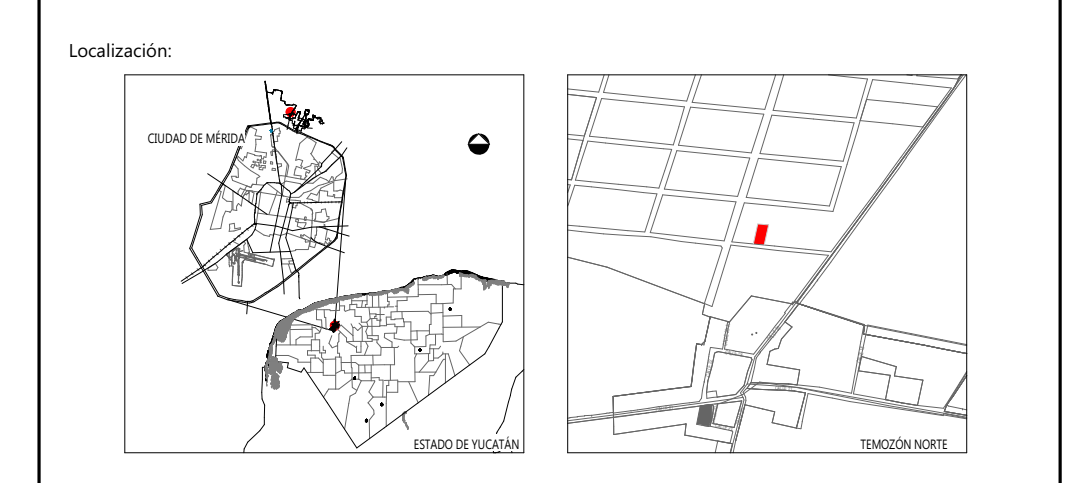 Localización:
CIUDAD DE MÉRIDA
ESTADO DE YUCATÁN
TEMOZÓN NORTE